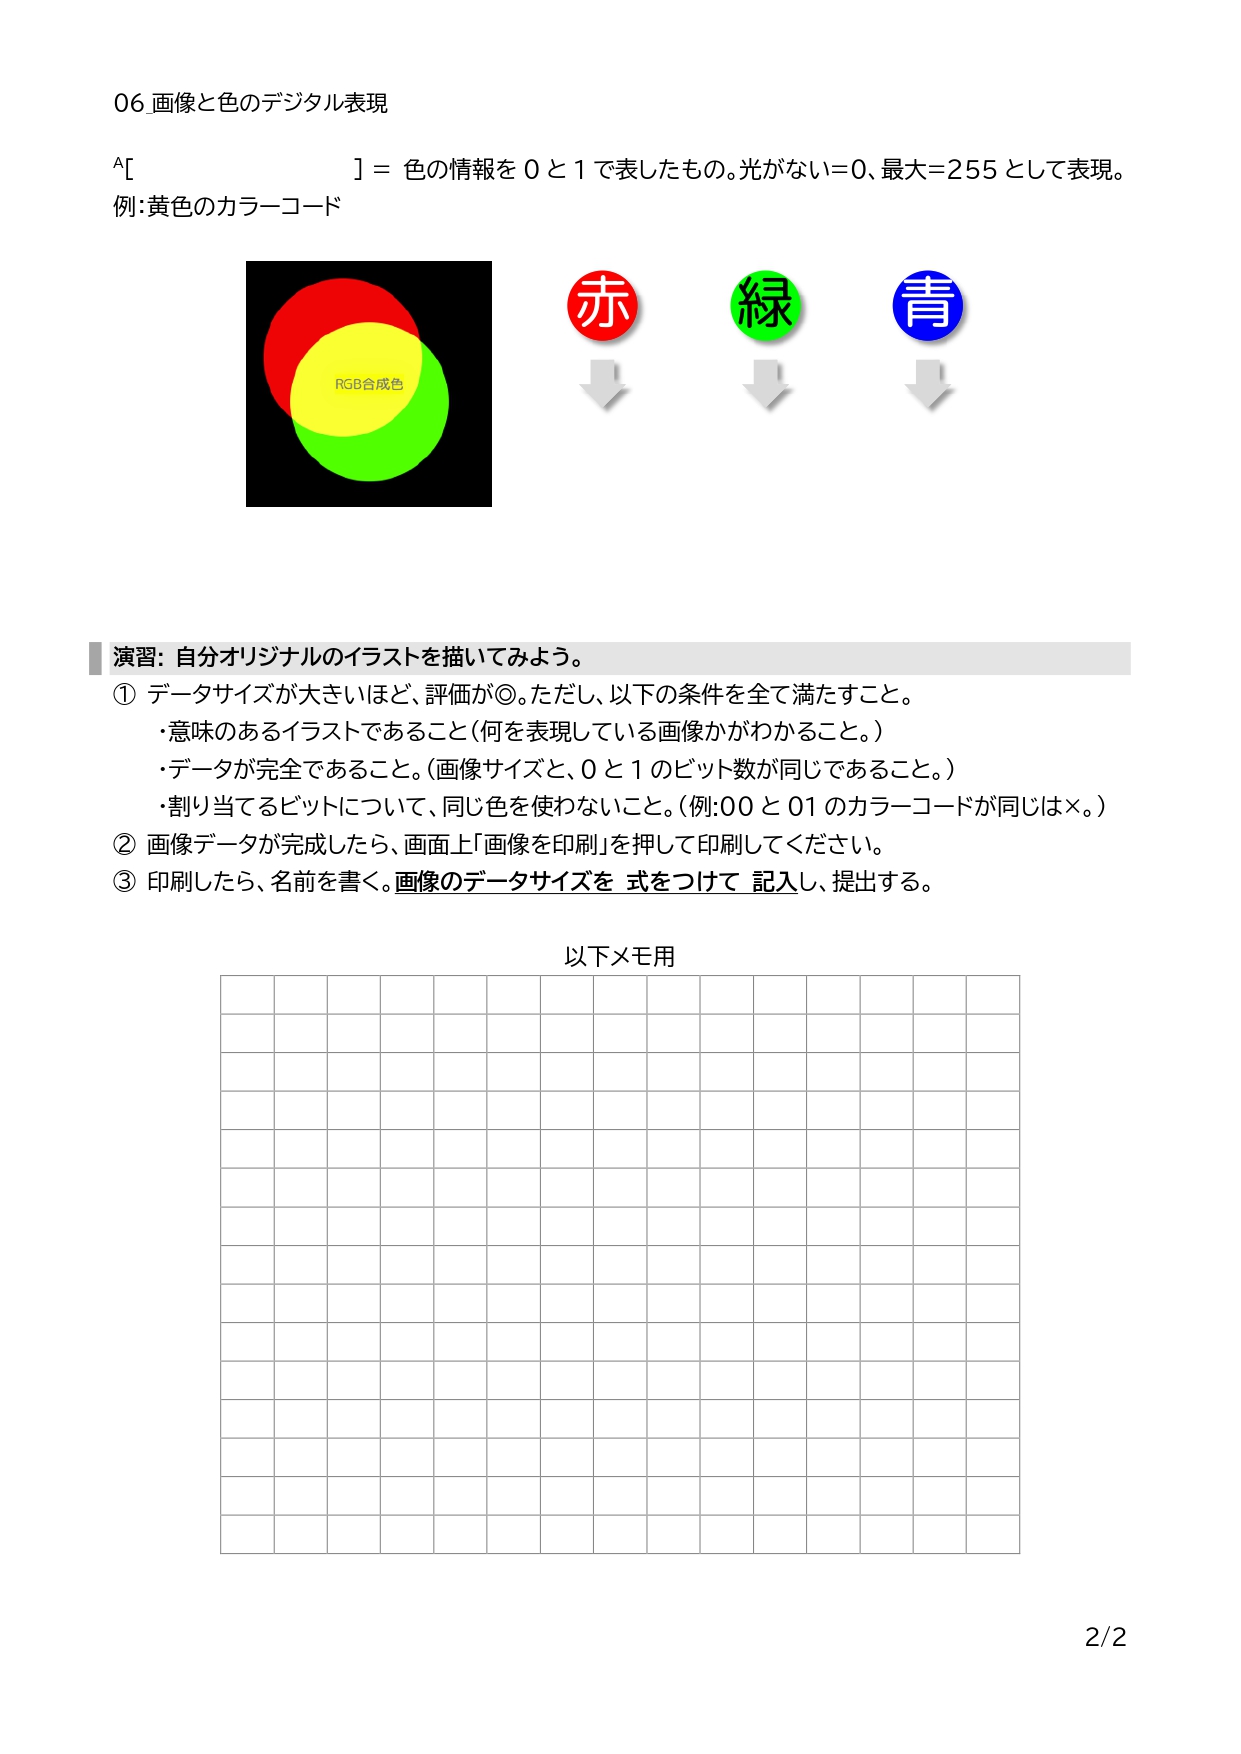 06_画像と色のデジタル表現
A[　　　　　　　　　] = 色の情報を 0 と 1 で表したもの。光がない=0、最大=255 として表現。
例：黄色のカラーコード
赤 緑 青
RGB合成色
演習: 自分オリジナルのイラストを描いてみよう。
① データサイズが大きいほど、評価が◎。ただし、以下の条件を全て満たすこと。
・意味のあるイラストであること（何を表現している画像かがわかること。）
・データが完全であること。（画像サイズと、0 と 1 のビット数が同じであること。）
・割り当てるビットについて、同じ色を使わないこと。（例:00 と 01 のカラーコードが同じは×。）
② 画像データが完成したら、画面上「画像を印刷」を押して印刷してください。
③ 印刷したら、名前を書く。画像のデータサイズを 式をつけて 記入し、提出する。
以下メモ用
2/2